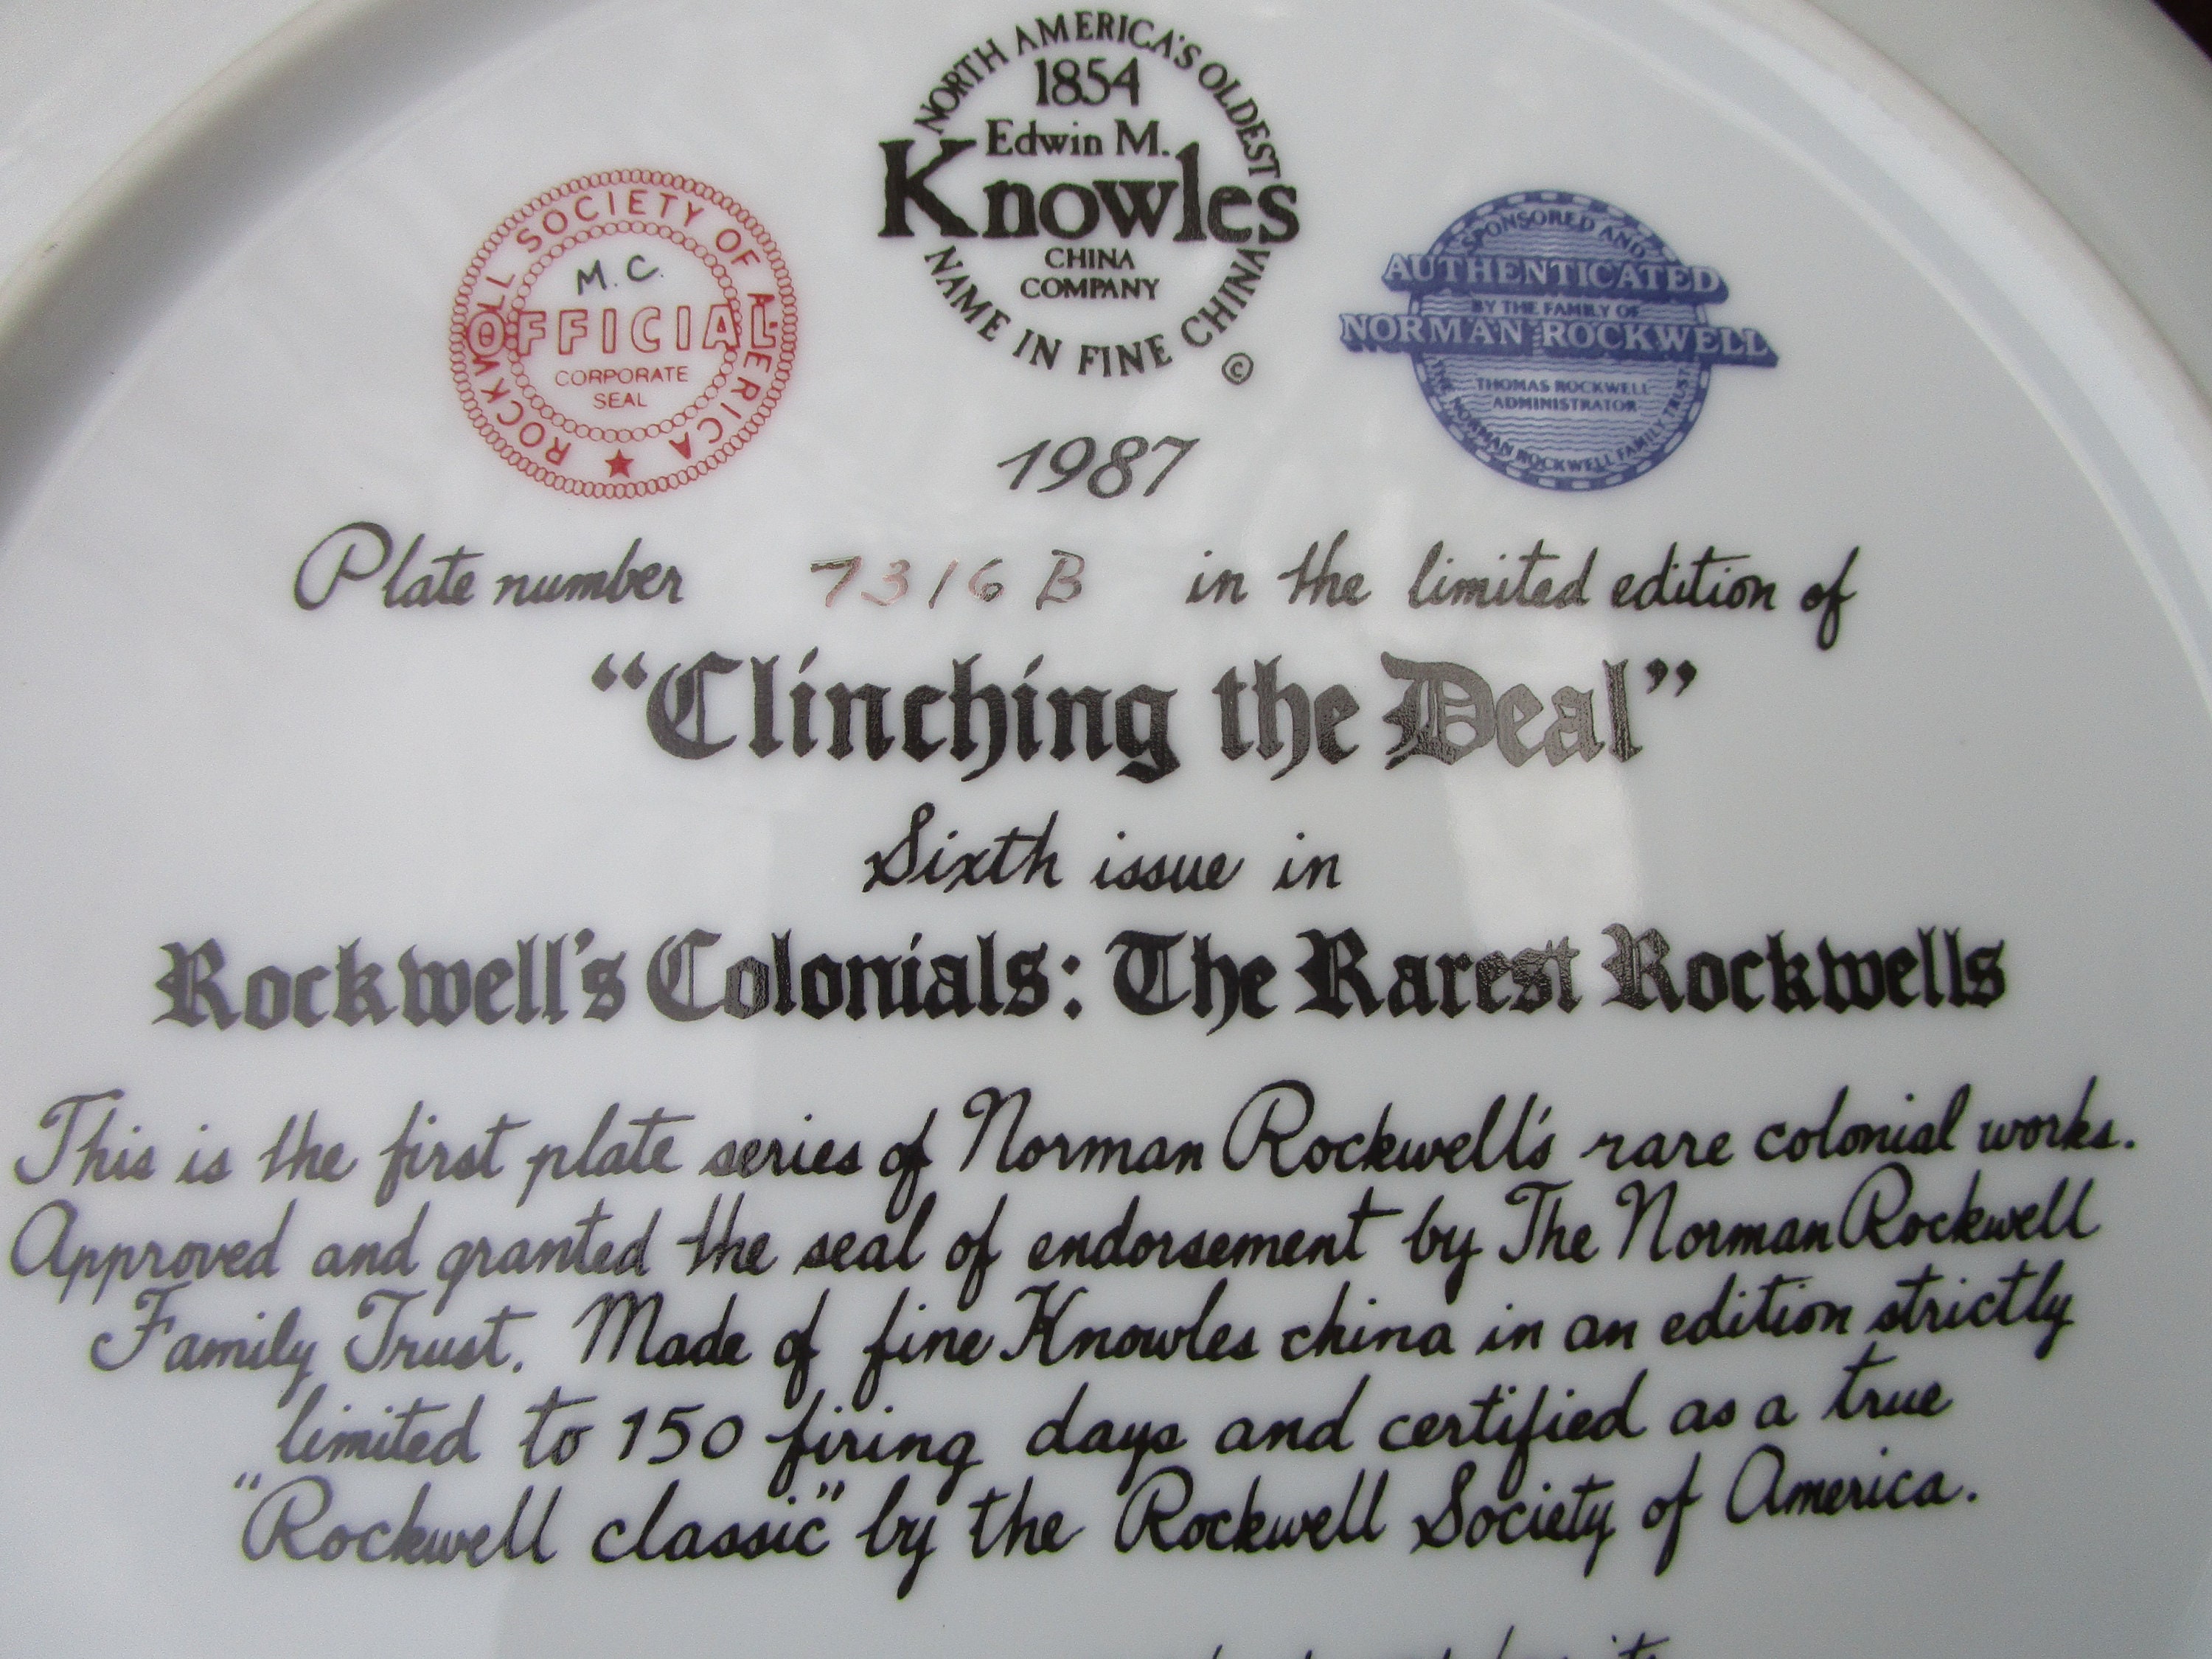 NORTH AMERICA'S OLDEST
1854
Edwin M.
Knowles
CHINA
COMPANY
NAME IN FINE CHINA
©
ROCKWELL SOCIETY OF AMERICA
M.C.
OFFICIAL
CORPORATE
SEAL
SPONSORED AND
AUTHENTICATED
BY THE FAMILY OF
NORMAN ROCKWELL
THOMAS ROCKWELL
ADMINISTRATOR
THE NORMAN ROCKWELL FAMILY TRUST
1987
Plate number 7316 B in the limited edition of
“Clinching the Deal”
Sixth issue in
Rockwell's Colonials: The Rarest Rockwells
This is the first plate series of Norman Rockwell's rare colonial works.
Approved and granted the seal of endorsement by The Norman Rockwell
Family Trust. Made of fine Knowles china in an edition strictly
limited to 150 firing days and certified as a true
"Rockwell classic" by the Rockwell Society of America.